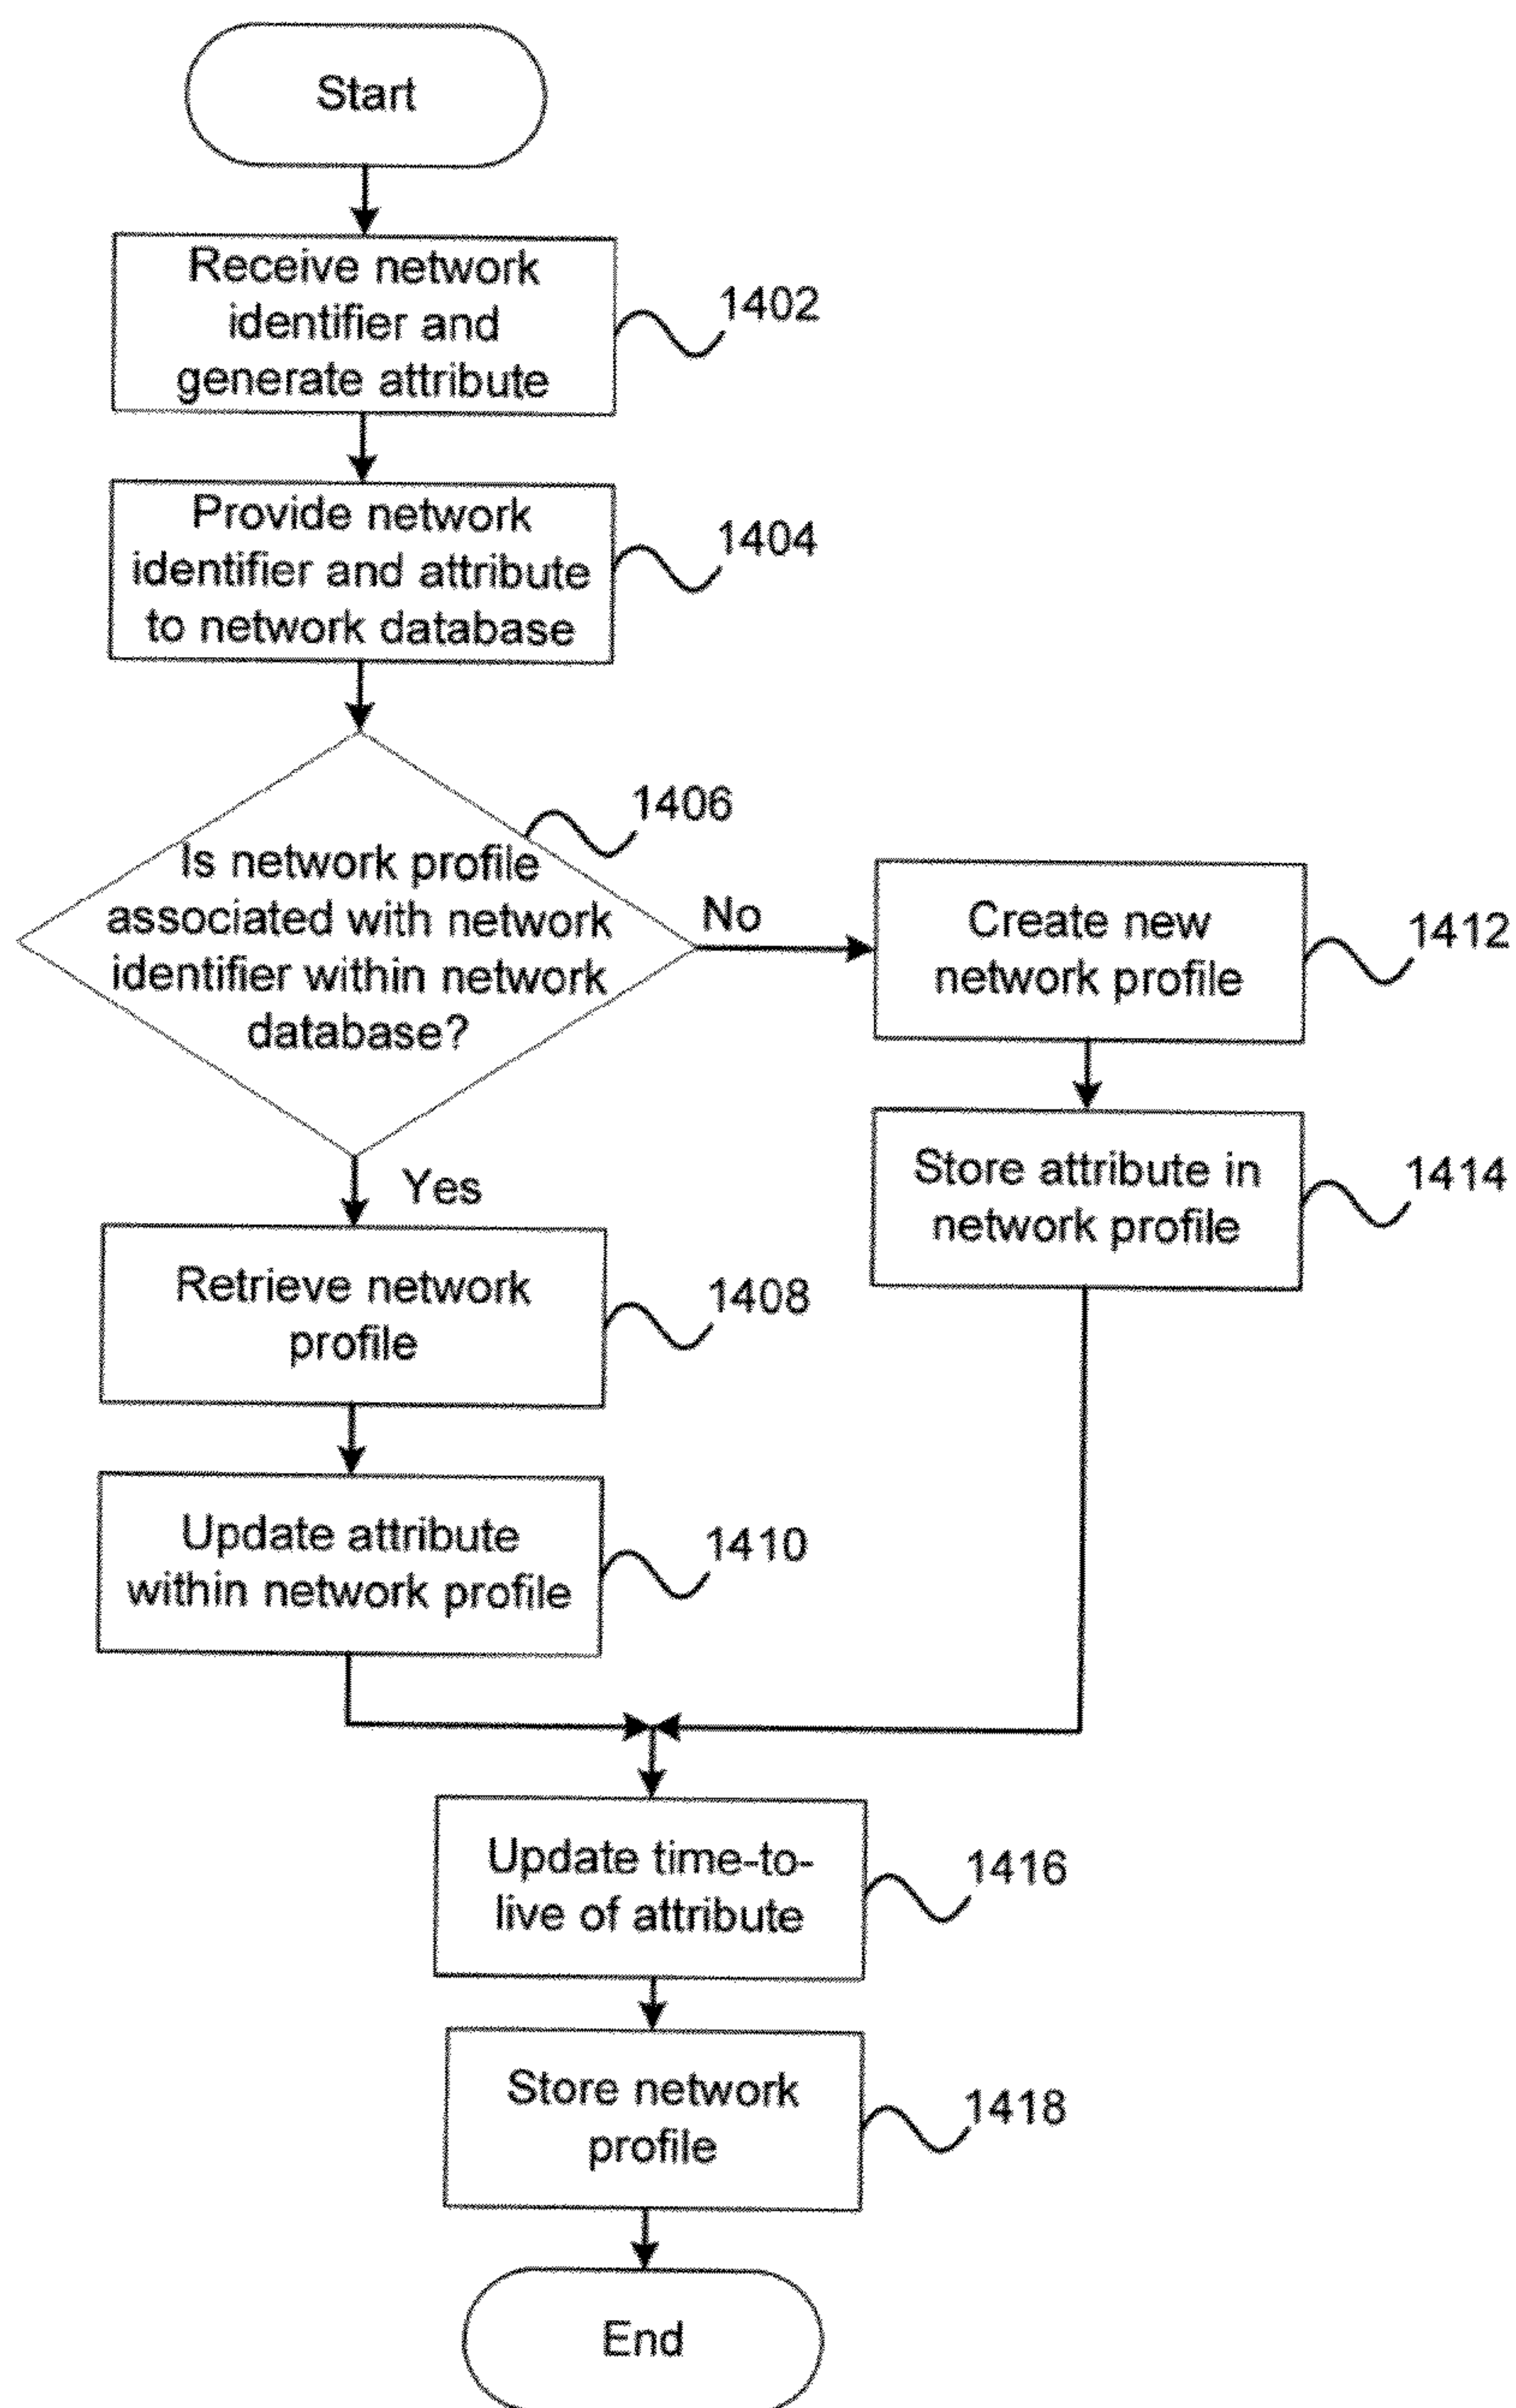 Start
Receive network
identifier and
generate attribute
1402
Provide network
identifier and attribute
to network database
1404
1406
Is network profile
associated with network
identifier within network
database?
No
Create new
network profile
1412
Store attribute in
network profile
1414
Yes
Retrieve network
profile
1408
Update attribute
within network profile
1410
Update time-to-
live of attribute
1416
Store network
profile
1418
End